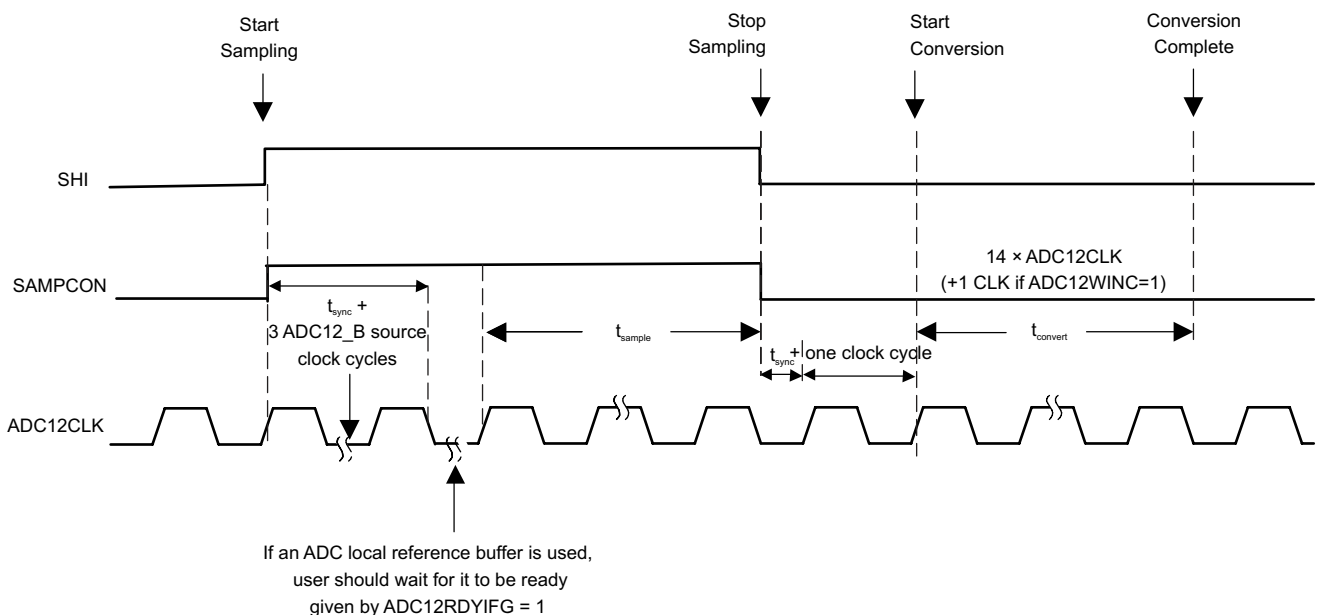 Start
Sampling
Stop
Sampling
Start
Conversion
Conversion
Complete
SHI
SAMPCON
14 × ADC12CLK
(+1 CLK if ADC12WINC=1)
tsync +
3 ADC12_B source
clock cycles
tsample
tconvert
tsync + one clock cycle
ADC12CLK
If an ADC local reference buffer is used,
user should wait for it to be ready
given by ADC12RDYIFG = 1